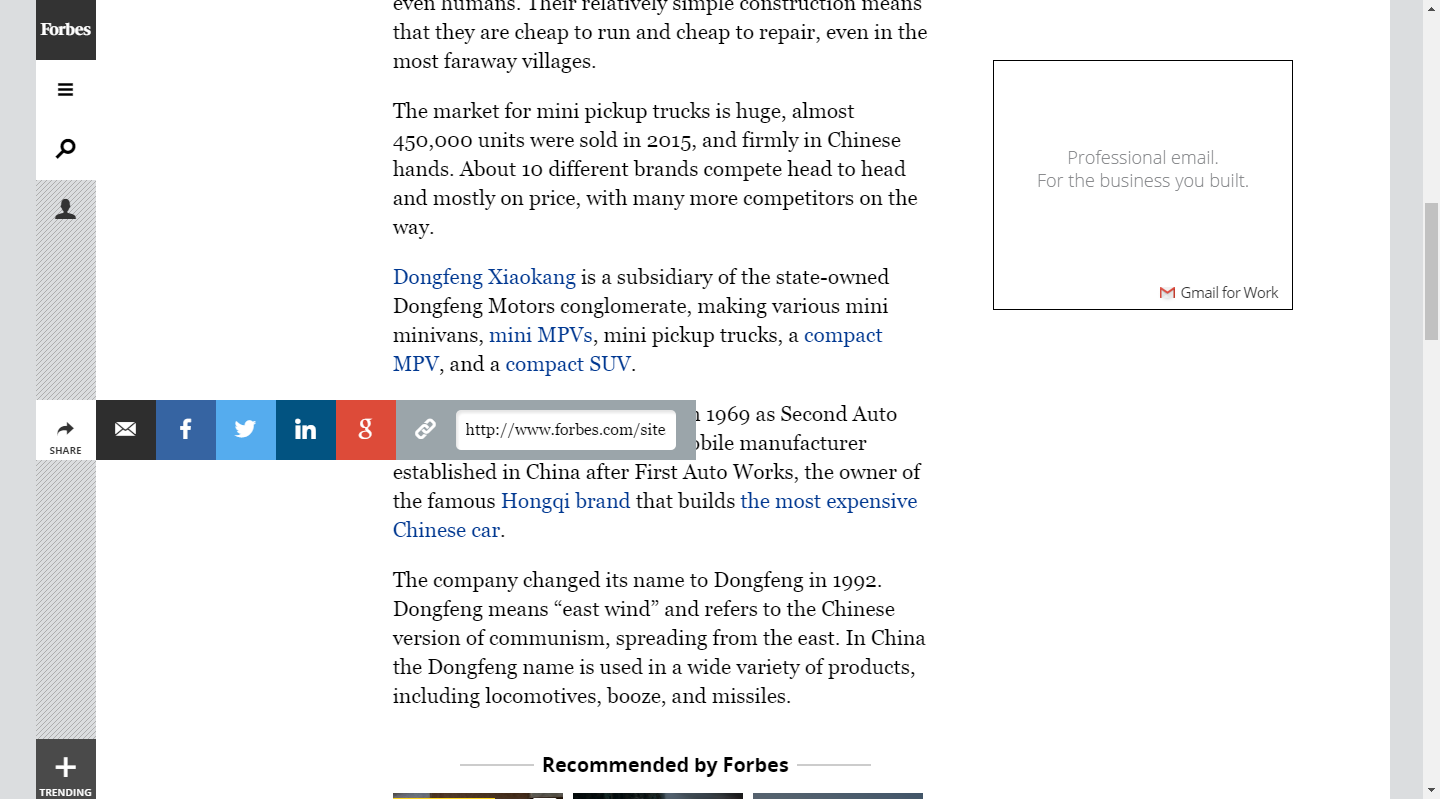 Forbes
even humans. Their relatively simple construction means
that they are cheap to run and cheap to repair, even in the
most faraway villages.
The market for mini pickup trucks is huge, almost
450,000 units were sold in 2015, and firmly in Chinese
hands. About 10 different brands compete head to head
and mostly on price, with many more competitors on the
way.
Dongfeng Xiaokang is a subsidiary of the state-owned
Dongfeng Motors conglomerate, making various mini
minivans, mini MPVs, mini pickup trucks, a compact
MPV, and a compact SUV.
1969 as Second Auto
manufacturer
established in China after First Auto Works, the owner of
the famous Hongqi brand that builds the most expensive
Chinese car.
The company changed its name to Dongfeng in 1992.
Dongfeng means “east wind” and refers to the Chinese
version of communism, spreading from the east. In China
the Dongfeng name is used in a wide variety of products,
including locomotives, booze, and missiles.
Recommended by Forbes
SHARE
f
in
g
http://www.forbes.com/site
TRENDING
Professional email.
For the business you built.
Gmail for Work